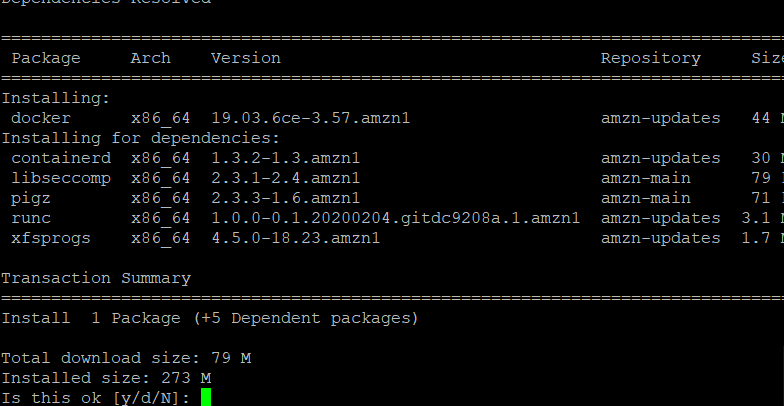 Dependencies Resolved
================================================================================
Package Arch Version Repository Size
================================================================================
Installing:
docker x86_64 19.03.6ce-3.57.amzn1 amzn-updates 44
Installing for dependencies:
containerd x86_64 1.3.2-1.3.amzn1 amzn-updates 30
libseccomp x86_64 2.3.1-2.4.amzn1 amzn-main 79
pigz x86_64 2.3.3-1.6.amzn1 amzn-main 71
runc x86_64 1.0.0-0.1.20200204.gitdc9208a.1.amzn1 amzn-updates 3.1
xfsprogs x86_64 4.5.0-18.23.amzn1 amzn-updates 1.7
Transaction Summary
================================================================================
Install 1 Package (+5 Dependent packages)
Total download size: 79 M
Installed size: 273 M
Is this ok [y/d/N]: